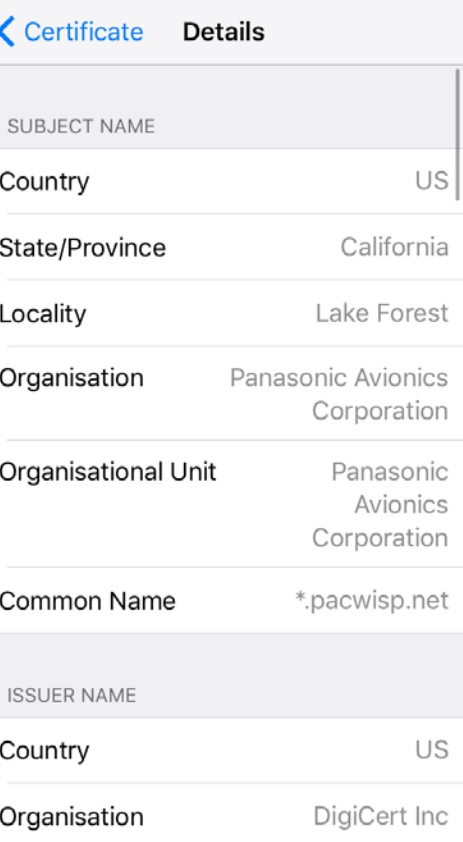 Certificate Details
SUBJECT NAME
Country US
State/Province California
Locality Lake Forest
Organisation Panasonic Avionics
Corporation
Organisational Unit Panasonic
Avionics
Corporation
Common Name *.pacwisp.net
ISSUER NAME
Country US
Organisation DigiCert Inc